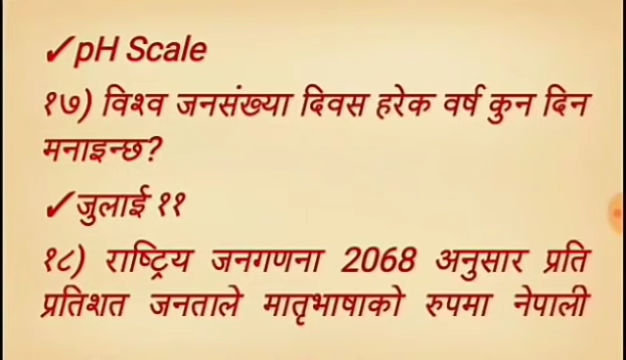 ✓pH Scale
१७) विश्व जनसंख्या दिवस हरेक वर्ष कुन दिन
मनाइन्छ?
✓जुलाई ११
१८) राष्ट्रिय जनगणना 2068 अनुसार प्रति
प्रतिशत जनताले मातृभाषाको रुपमा नेपाली